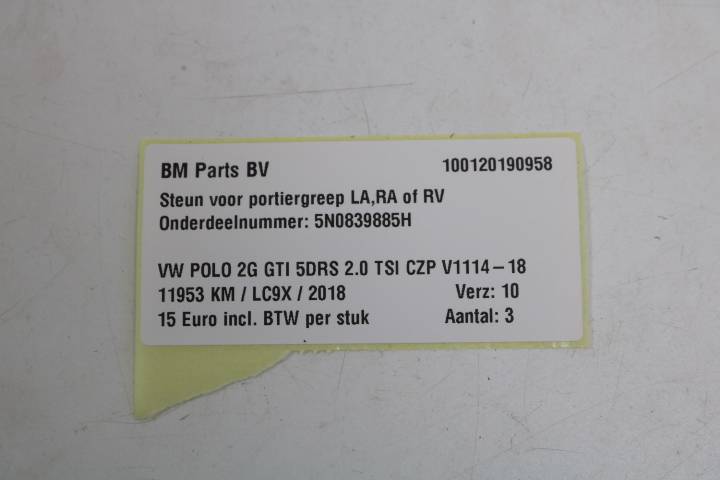 BM Parts BV 100120190958
Steun voor portiergreep LA,RA of RV
Onderdeelnummer: 5N0839885H
VW POLO 2G GTI 5DRS 2.0 TSI CZP V1114-18
11953 KM / LC9X / 2018 Verz: 10
15 Euro incl. BTW per stuk Aantal: 3